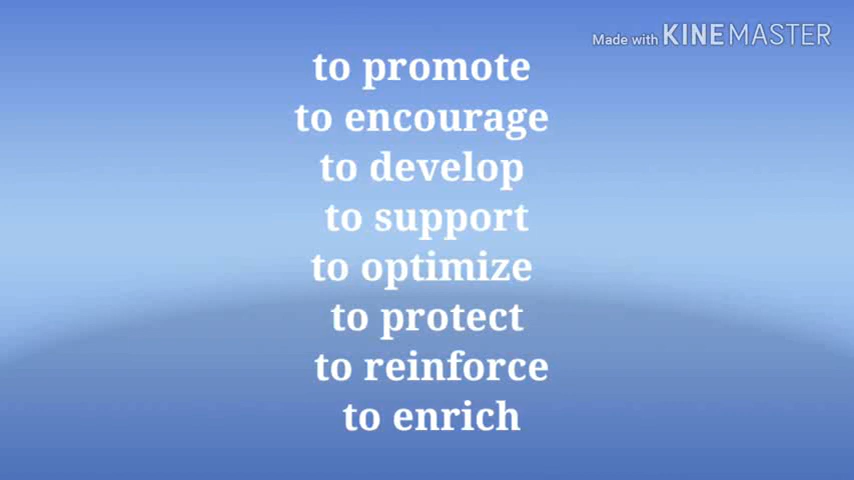 Made with KINEMASTER
to promote
to encourage
to develop
to support
to optimize
to protect
to reinforce
to enrich